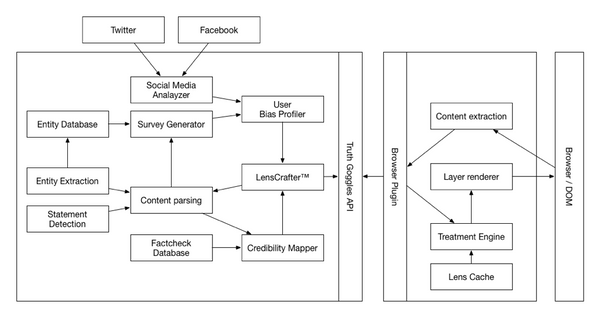 Twitter
Facebook
Social Media
Analayzer
User
Bias Profiler
Entity Database
Survey Generator
Entity Extraction
LensCrafter™
Content parsing
Statement
Detection
Factcheck
Database
Credibility Mapper
Truth Goggles API
Browser Plugin
Content extraction
Layer renderer
Treatment Engine
Lens Cache
Browser / DOM